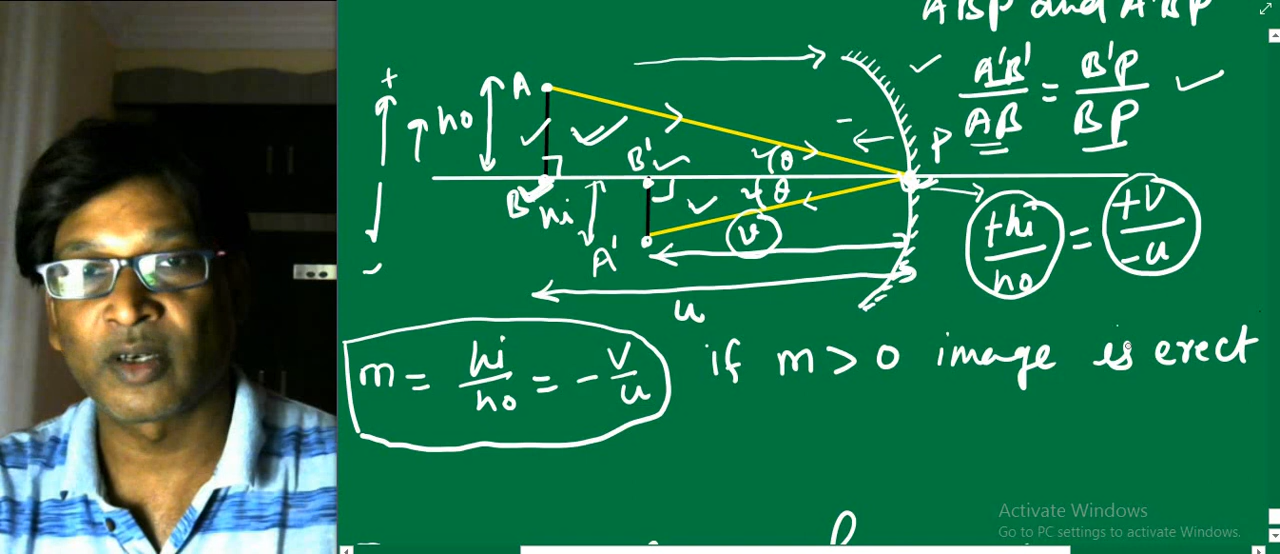 ABP and A'B'P
A'B' / AB = B'P / BP
+
A
ho
-
P
θ
B'
B
hi
θ
v
A'
-
u
+hi / ho = +v / -u
m = hi / ho = - v / u
if m > 0 image is erect
Activate Windows
Go to PC settings to activate Windows.